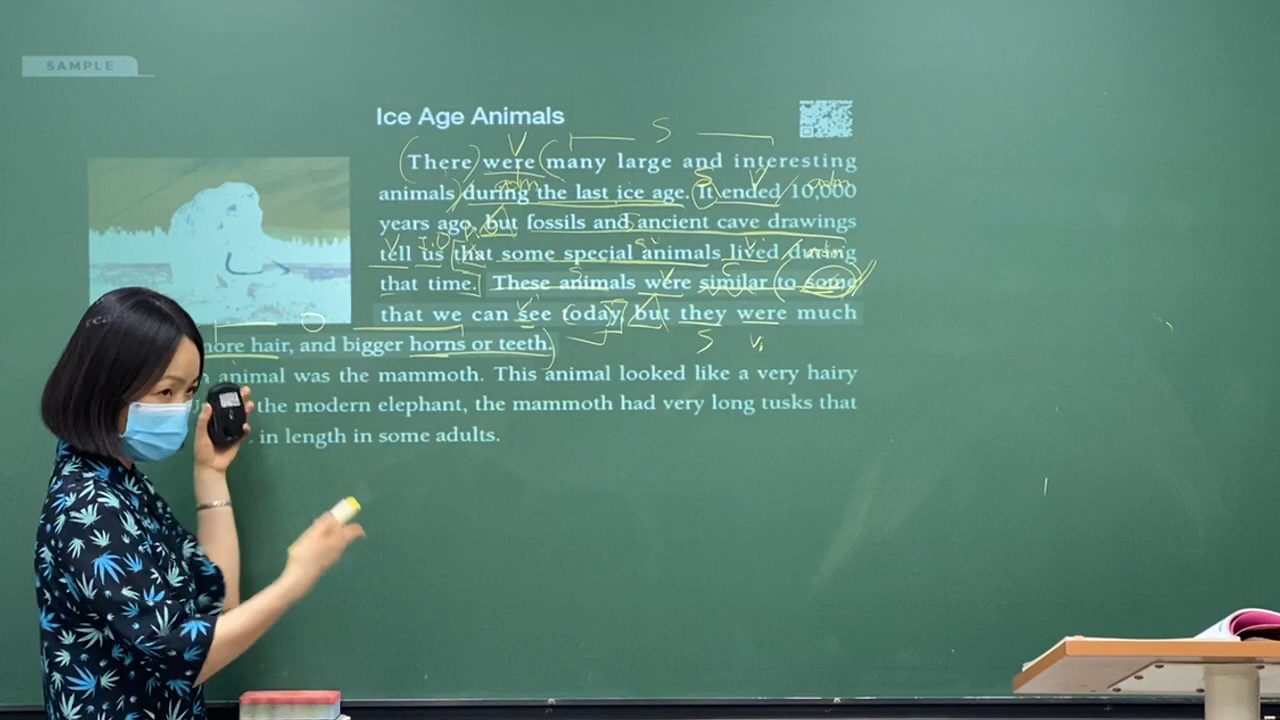 SAMPLE
Ice Age Animals
There were many large and interesting
animals during the last ice age. It ended 10,000
years ago, but fossils and ancient cave drawings
tell us that some special animals lived during
that time. These animals were similar to some
that we can see today, but they were much
hair, and bigger horns or teeth.
animal was the mammoth. This animal looked like a very hairy
the modern elephant, the mammoth had very long tusks that
in length in some adults.